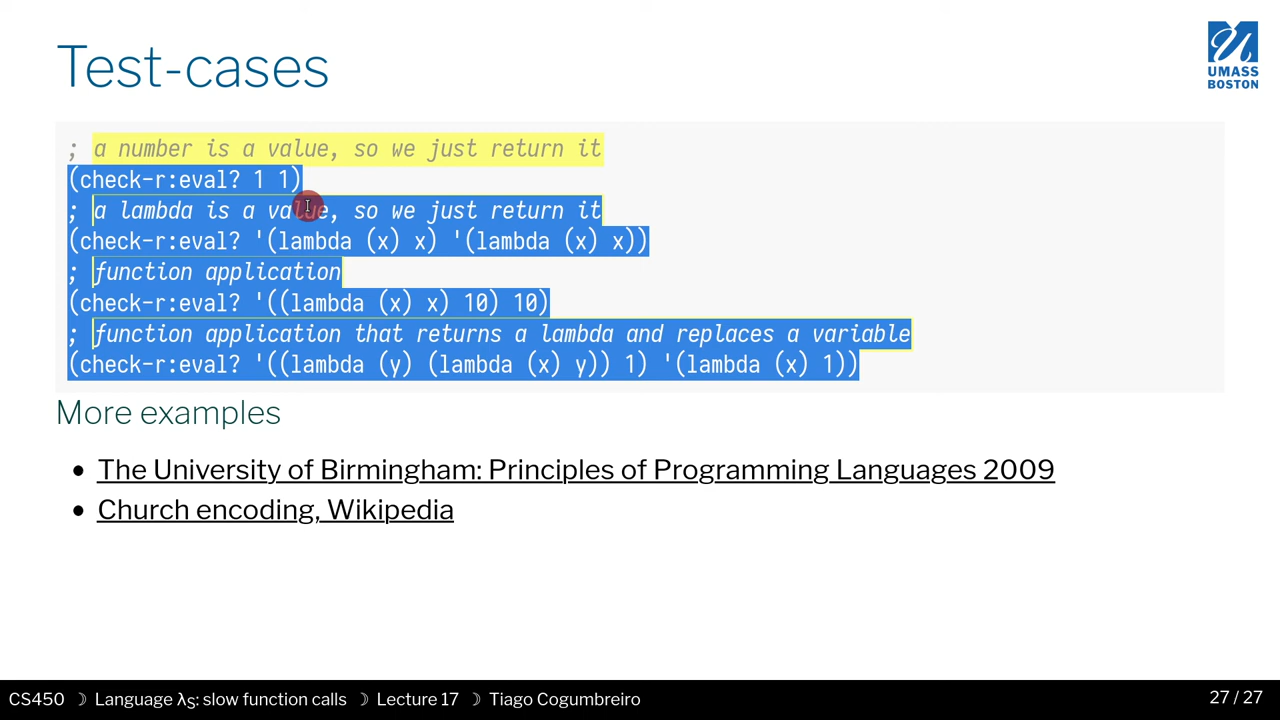 Test-cases
UMASS
BOSTON
; a number is a value, so we just return it
(check-r:eval? 1 1)
; a lambda is a value, so we just return it
(check-r:eval? '(lambda (x) x) '(lambda (x) x))
; function application
(check-r:eval? '((lambda (x) x) 10) 10)
; function application that returns a lambda and replaces a variable
(check-r:eval? '((lambda (y) (lambda (x) y)) 1) '(lambda (x) 1))
More examples
• The University of Birmingham: Principles of Programming Languages 2009
• Church encoding, Wikipedia
CS450 ☽ Language λS: slow function calls ☽ Lecture 17 ☽ Tiago Cogumbreiro 27 / 27